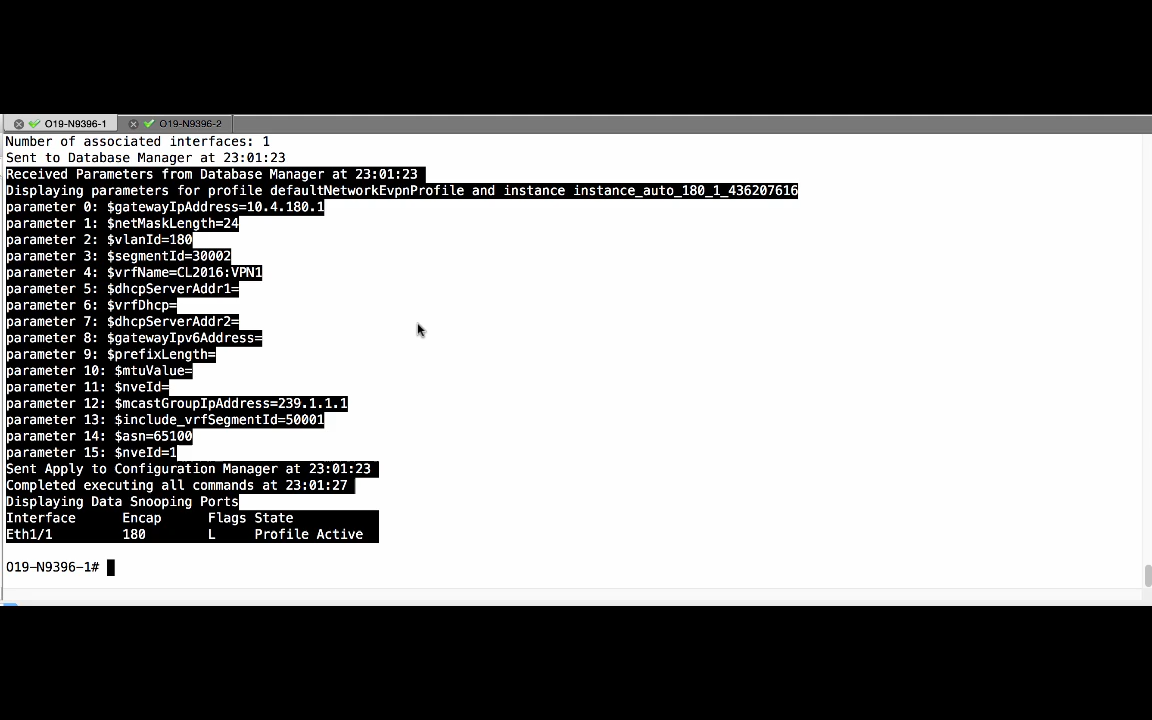 O19-N9396-1 O19-N9396-2
Number of associated interfaces: 1
Sent to Database Manager at 23:01:23
Received Parameters from Database Manager at 23:01:23
Displaying parameters for profile defaultNetworkEvpnProfile and instance instance_auto_180_1_436207616
parameter 0: $gatewayIpAddress=10.4.180.1
parameter 1: $netMaskLength=24
parameter 2: $vlanId=180
parameter 3: $segmentId=30002
parameter 4: $vrfName=CL2016:VPN1
parameter 5: $dhcpServerAddr1=
parameter 6: $vrfDhcp=
parameter 7: $dhcpServerAddr2=
parameter 8: $gatewayIpv6Address=
parameter 9: $prefixLength=
parameter 10: $mtuValue=
parameter 11: $nveId=
parameter 12: $mcastGroupIpAddress=239.1.1.1
parameter 13: $include_vrfSegmentId=50001
parameter 14: $asn=65100
parameter 15: $nveId=1
Sent Apply to Configuration Manager at 23:01:23
Completed executing all commands at 23:01:27
Displaying Data Snooping Ports
Interface Encap Flags State
Eth1/1 180 L Profile Active
O19-N9396-1#